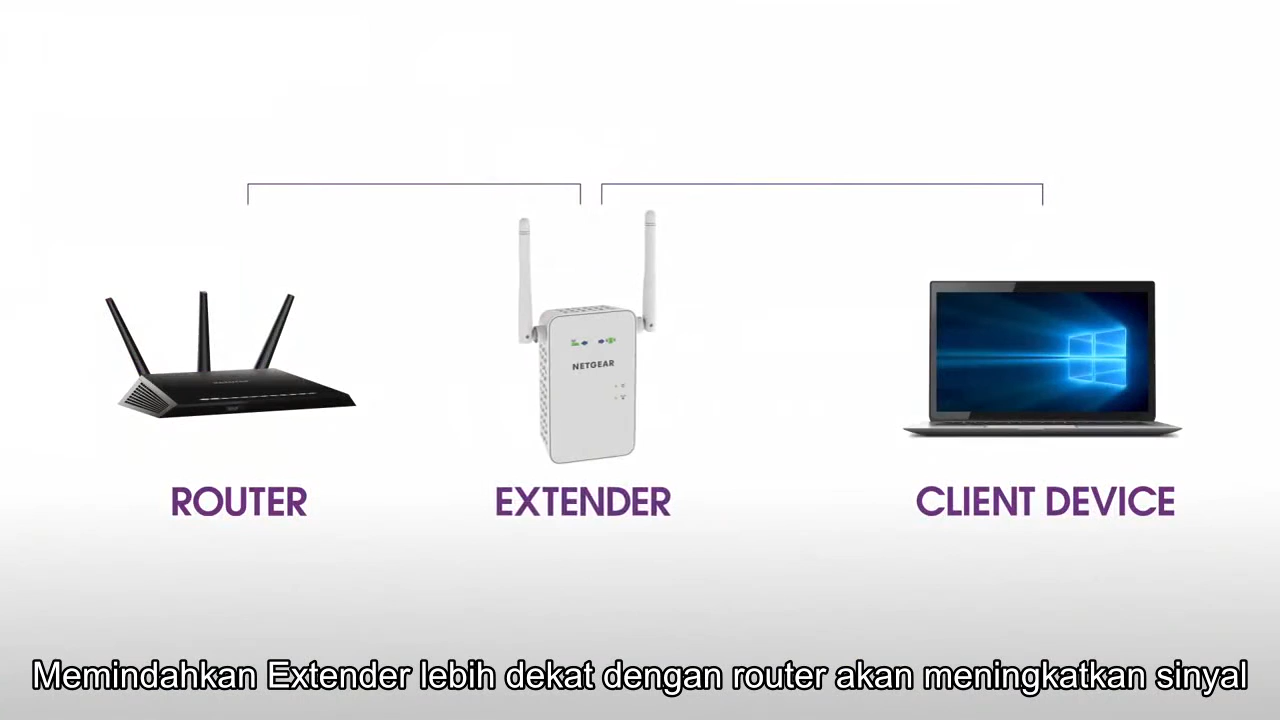 NETGEAR
ROUTER
EXTENDER
CLIENT DEVICE
Memindahkan Extender lebih dekat dengan router akan meningkatkan sinyal